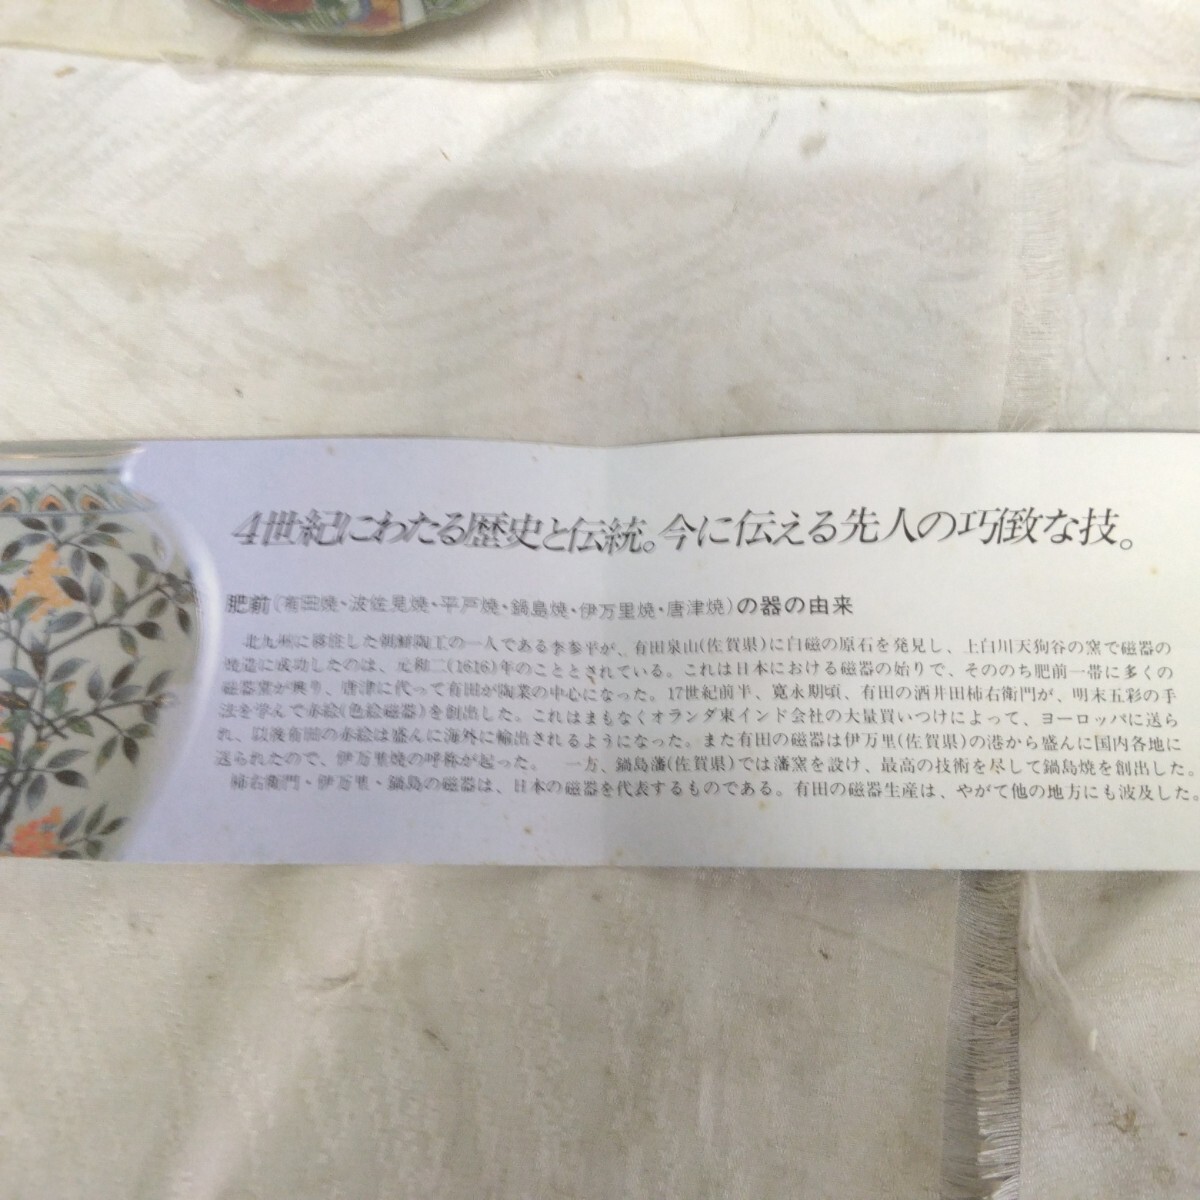 4世紀にわたる歴史と伝統。今に伝える先人の巧緻な技。
肥前(有田焼・波佐見焼・平戸焼・鍋島焼・伊万里焼・唐津焼)の器の由来
北九州に移住した朝鮮陶工の一人である李参平が、有田泉山(佐賀県)に白磁の原石を発見し、上白川天狗谷の窯で磁器の
焼造に成功したのは、元和二(1616)年のこととされている。これは日本における磁器の始りで、そののち肥前一帯に多くの
磁器窯が興り、唐津に代って有田が陶業の中心になった。17世紀前半、寛永期頃、有田の酒井田柿右衛門が、明末五彩の手
法を学んで赤絵(色絵磁器)を創出した。これはまもなくオランダ東インド会社の大量買いつけによって、ヨーロッパに送ら
れ、以後有田の赤絵は盛んに海外に輸出されるようになった。また有田の磁器は伊万里(佐賀県)の港から盛んに国内各地に
送られたので、伊万里焼の呼称が起った。　一方、鍋島藩(佐賀県)では藩窯を設け、最高の技術を尽して鍋島焼を創出した。
柿右衛門・伊万里・鍋島の磁器は、日本の磁器を代表するものである。有田の磁器生産は、やがて他の地方にも波及した。